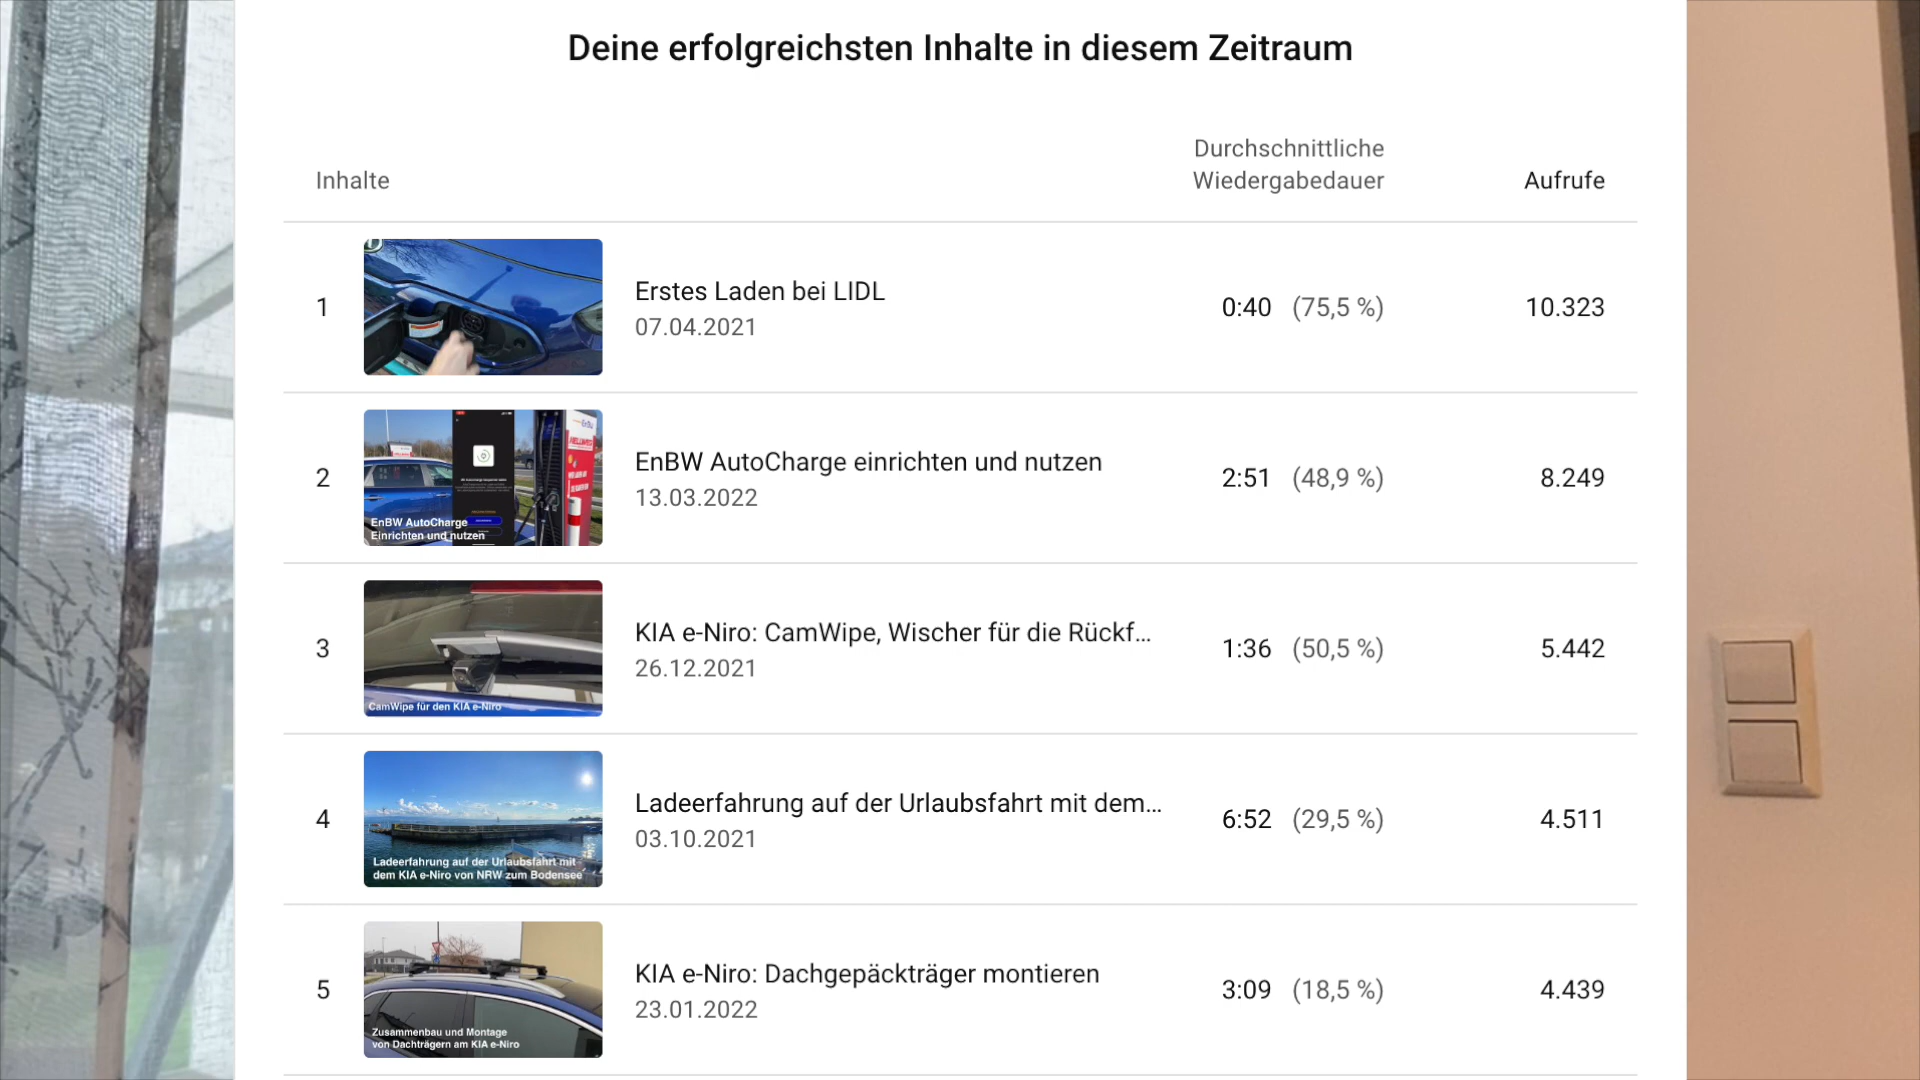 Deine erfolgreichsten Inhalte in diesem Zeitraum
Inhalte
Durchschnittliche
Wiedergabedauer
Aufrufe
1
Erstes Laden bei LIDL
07.04.2021
0:40 (75,5 %)
10.323
2
EnBW AutoCharge
Einrichten und nutzen
EnBW AutoCharge einrichten und nutzen
13.03.2022
2:51 (48,9 %)
8.249
3
CamWipe für den KIA e-Niro
KIA e-Niro: CamWipe, Wischer für die Rückf...
26.12.2021
1:36 (50,5 %)
5.442
4
Ladeerfahrung auf der Urlaubsfahrt mit
dem KIA e-Niro von NRW zum Bodensee
Ladeerfahrung auf der Urlaubsfahrt mit dem...
03.10.2021
6:52 (29,5 %)
4.511
5
Zusammenbau und Montage
von Dachträgern am KIA e-Niro
KIA e-Niro: Dachgepäckträger montieren
23.01.2022
3:09 (18,5 %)
4.439